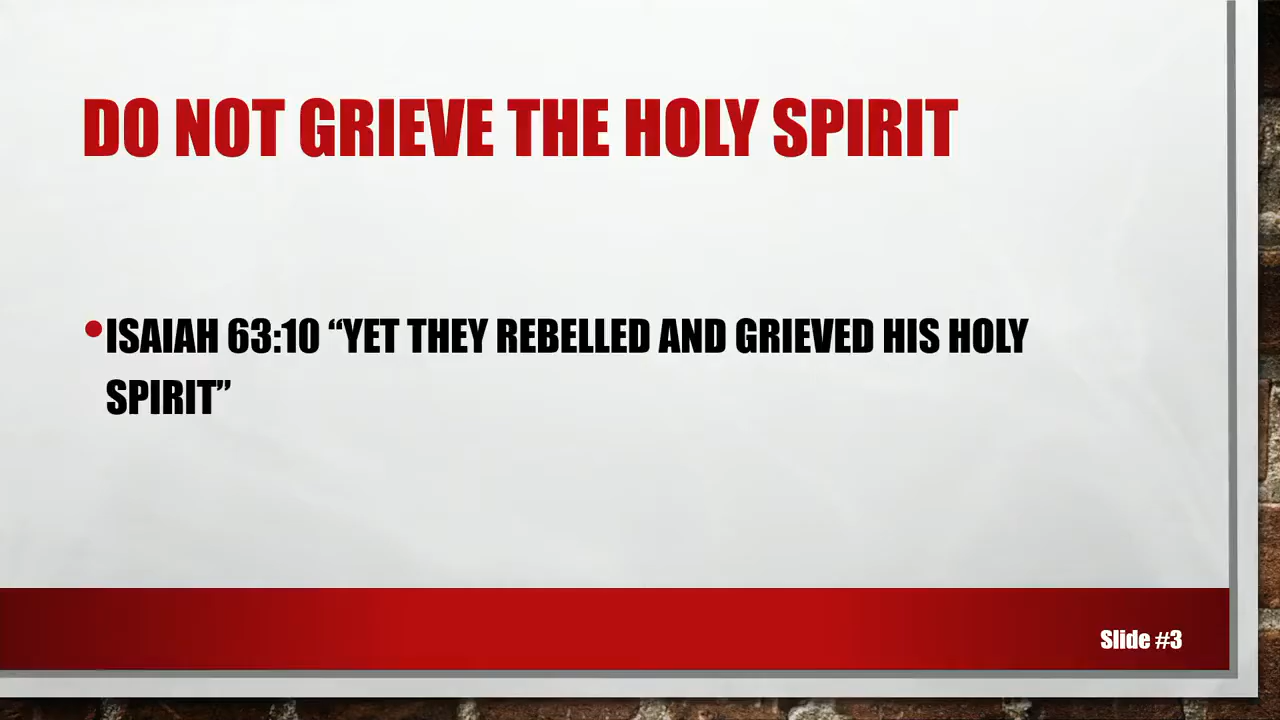 DO NOT GRIEVE THE HOLY SPIRIT
•ISAIAH 63:10 “YET THEY REBELLED AND GRIEVED HIS HOLY
SPIRIT”
Slide #3